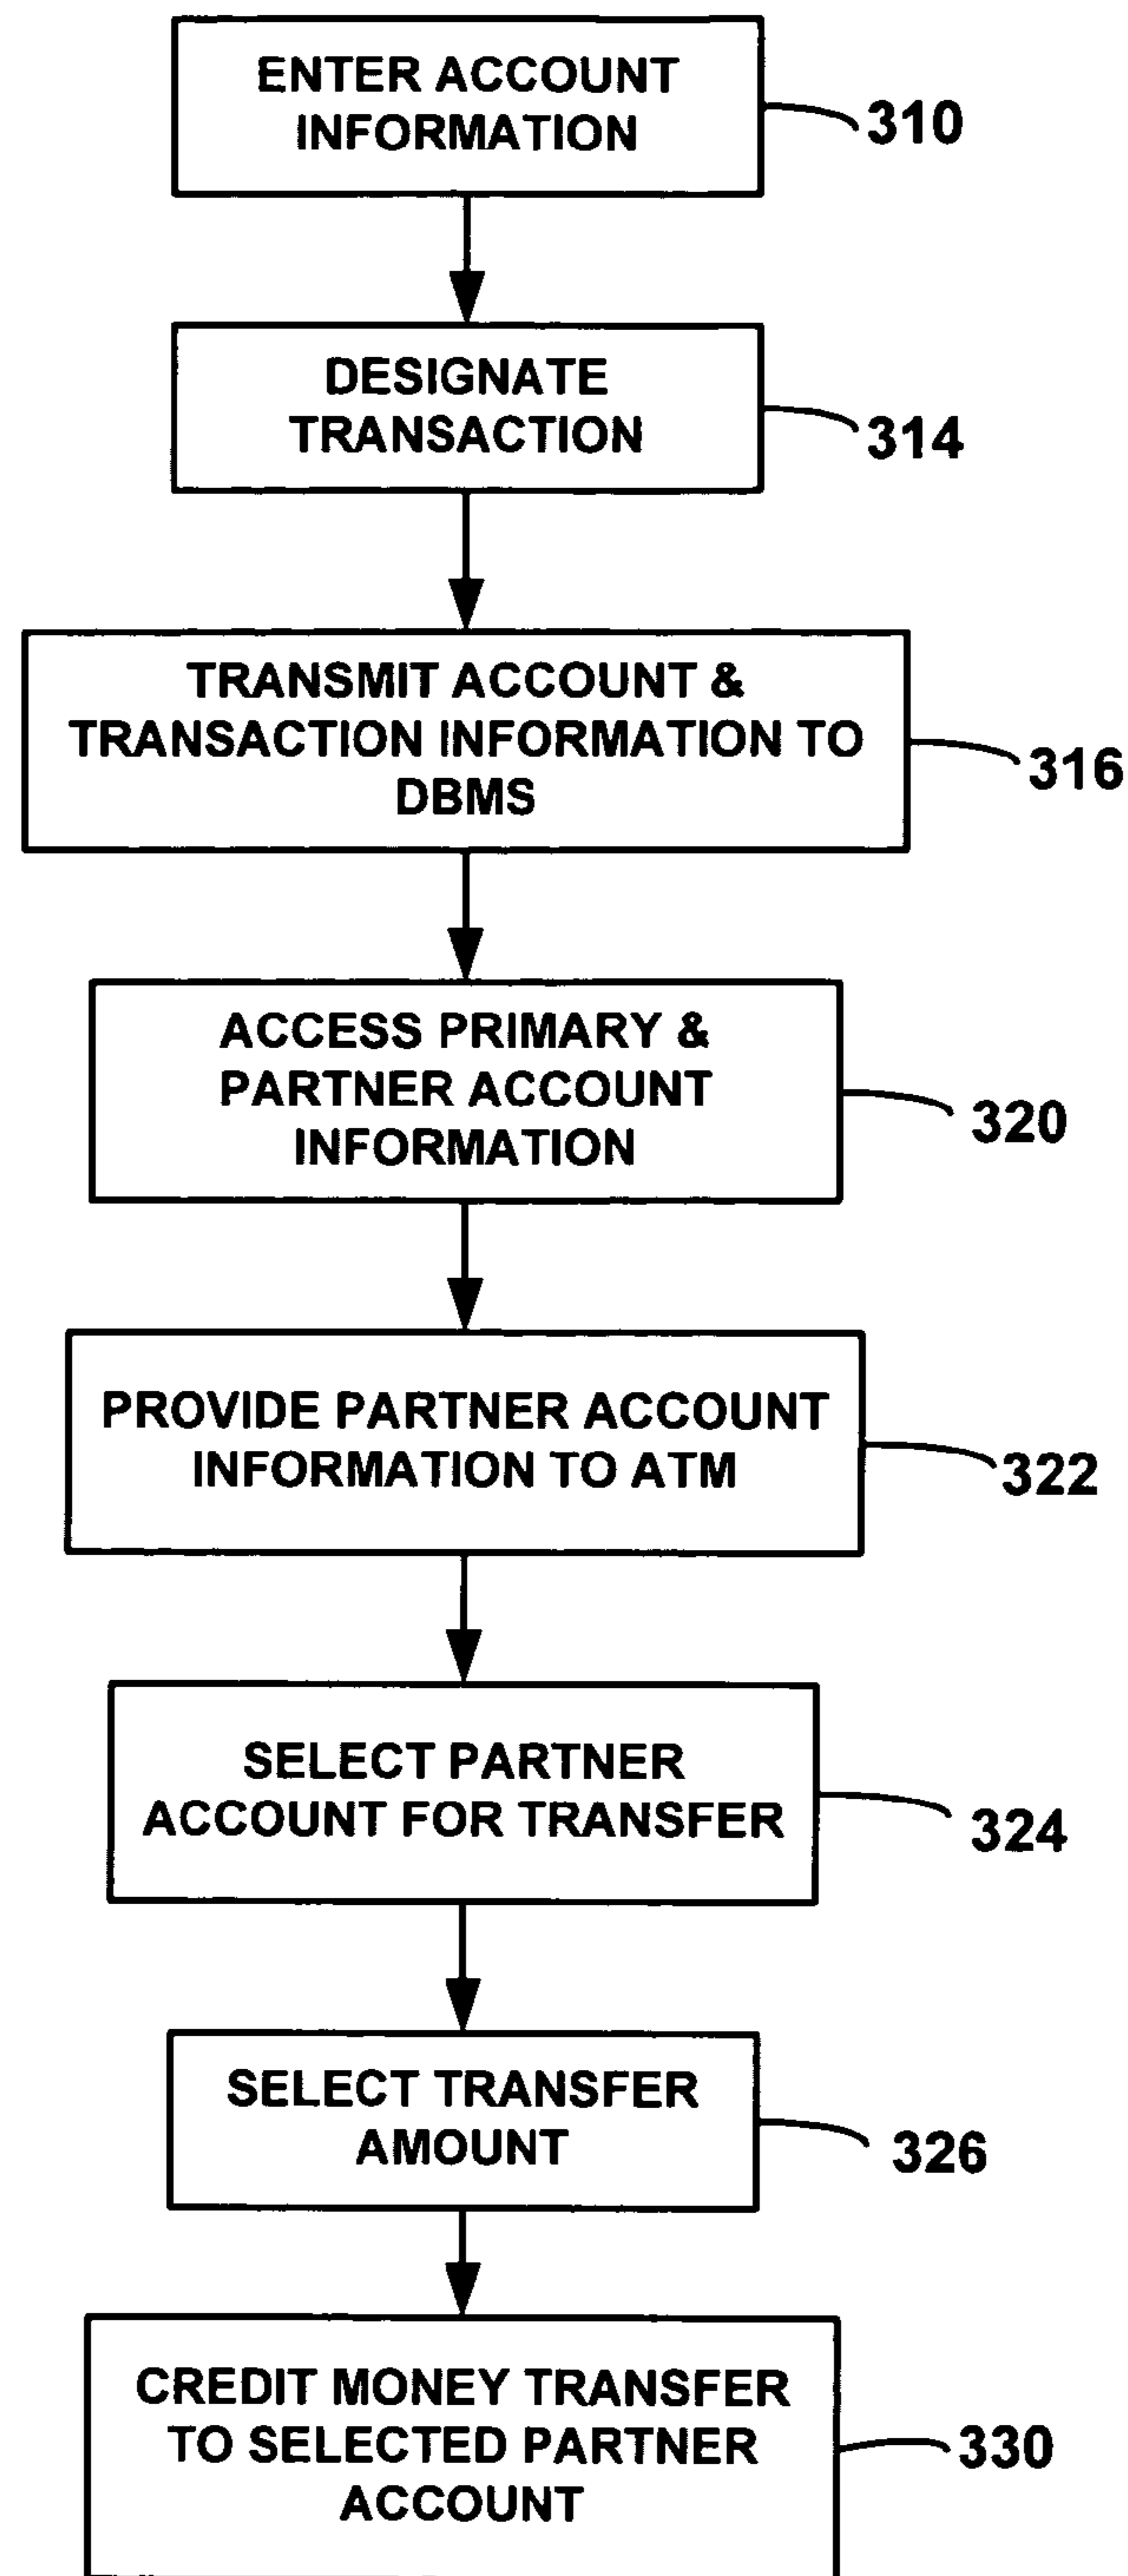 ENTER ACCOUNT
INFORMATION
310
DESIGNATE
TRANSACTION
314
TRANSMIT ACCOUNT &
TRANSACTION INFORMATION TO
DBMS
316
ACCESS PRIMARY &
PARTNER ACCOUNT
INFORMATION
320
PROVIDE PARTNER ACCOUNT
INFORMATION TO ATM
322
SELECT PARTNER
ACCOUNT FOR TRANSFER
324
SELECT TRANSFER
AMOUNT
326
CREDIT MONEY TRANSFER
TO SELECTED PARTNER
ACCOUNT
330